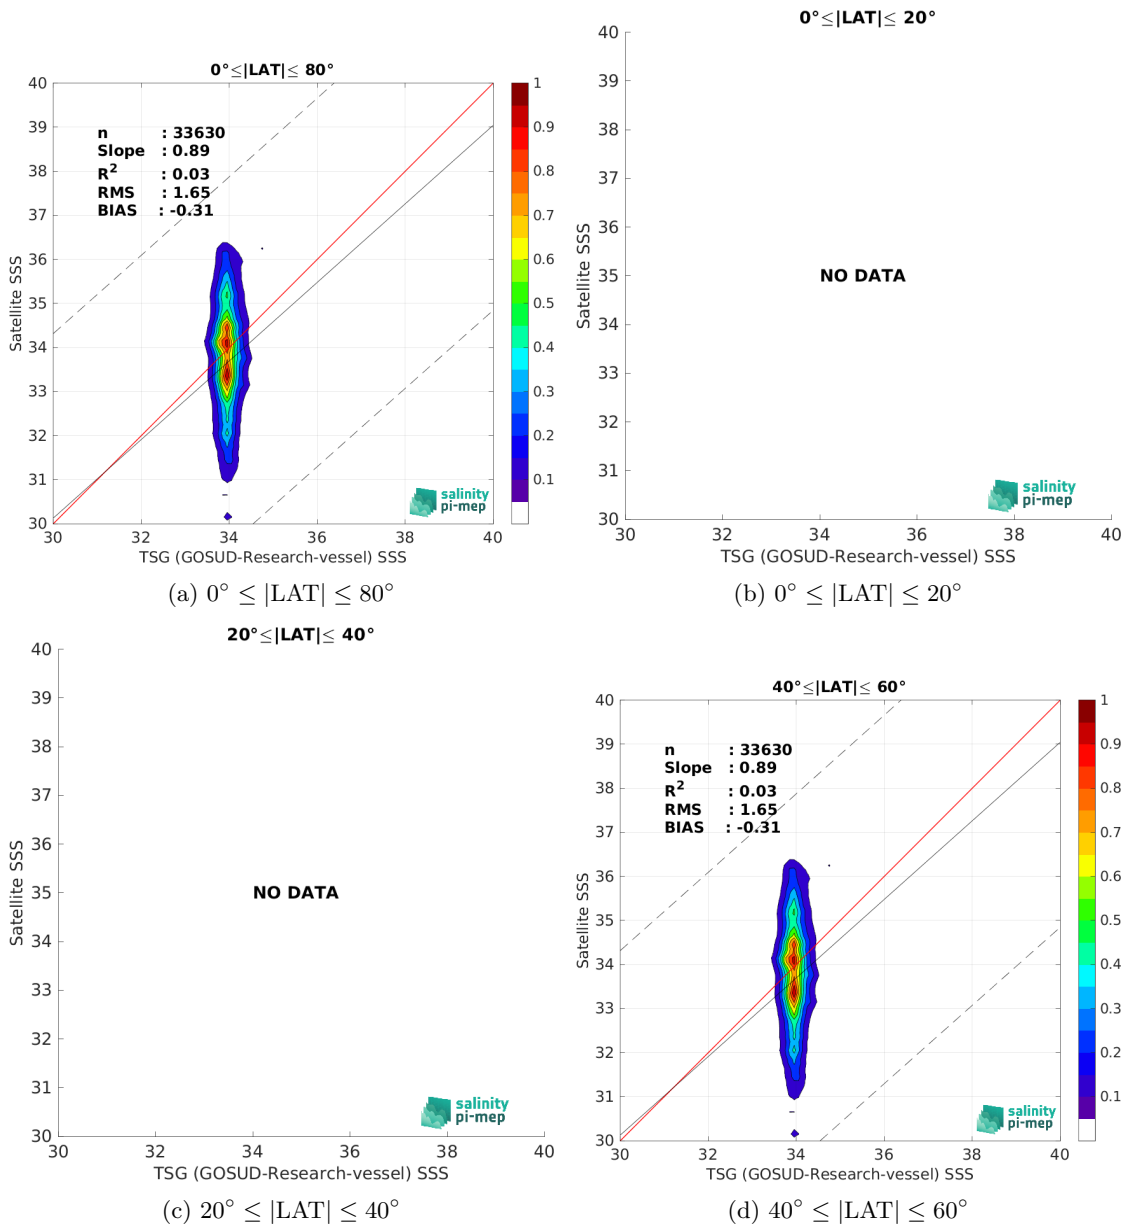 0°≤|LAT|≤ 80°
40
39
38
37
36
35
34
33
32
31
30
Satellite SSS
n : 33630
Slope : 0.89
R² : 0.03
RMS : 1.65
BIAS : -0.31
salinity
pi-mep
30 32 34 36 38 40
TSG (GOSUD-Research-vessel) SSS
1
0.9
0.8
0.7
0.6
0.5
0.4
0.3
0.2
0.1
(a) 0° ≤ |LAT| ≤ 80°
0°≤|LAT|≤ 20°
40
39
38
37
36
35
34
33
32
31
30
Satellite SSS
NO DATA
salinity
pi-mep
30 32 34 36 38 40
TSG (GOSUD-Research-vessel) SSS
(b) 0° ≤ |LAT| ≤ 20°
20°≤|LAT|≤ 40°
40
39
38
37
36
35
34
33
32
31
30
Satellite SSS
NO DATA
salinity
pi-mep
30 32 34 36 38 40
TSG (GOSUD-Research-vessel) SSS
(c) 20° ≤ |LAT| ≤ 40°
40°≤|LAT|≤ 60°
40
39
38
37
36
35
34
33
32
31
30
Satellite SSS
n : 33630
Slope : 0.89
R² : 0.03
RMS : 1.65
BIAS : -0.31
salinity
pi-mep
30 32 34 36 38 40
TSG (GOSUD-Research-vessel) SSS
1
0.9
0.8
0.7
0.6
0.5
0.4
0.3
0.2
0.1
(d) 40° ≤ |LAT| ≤ 60°